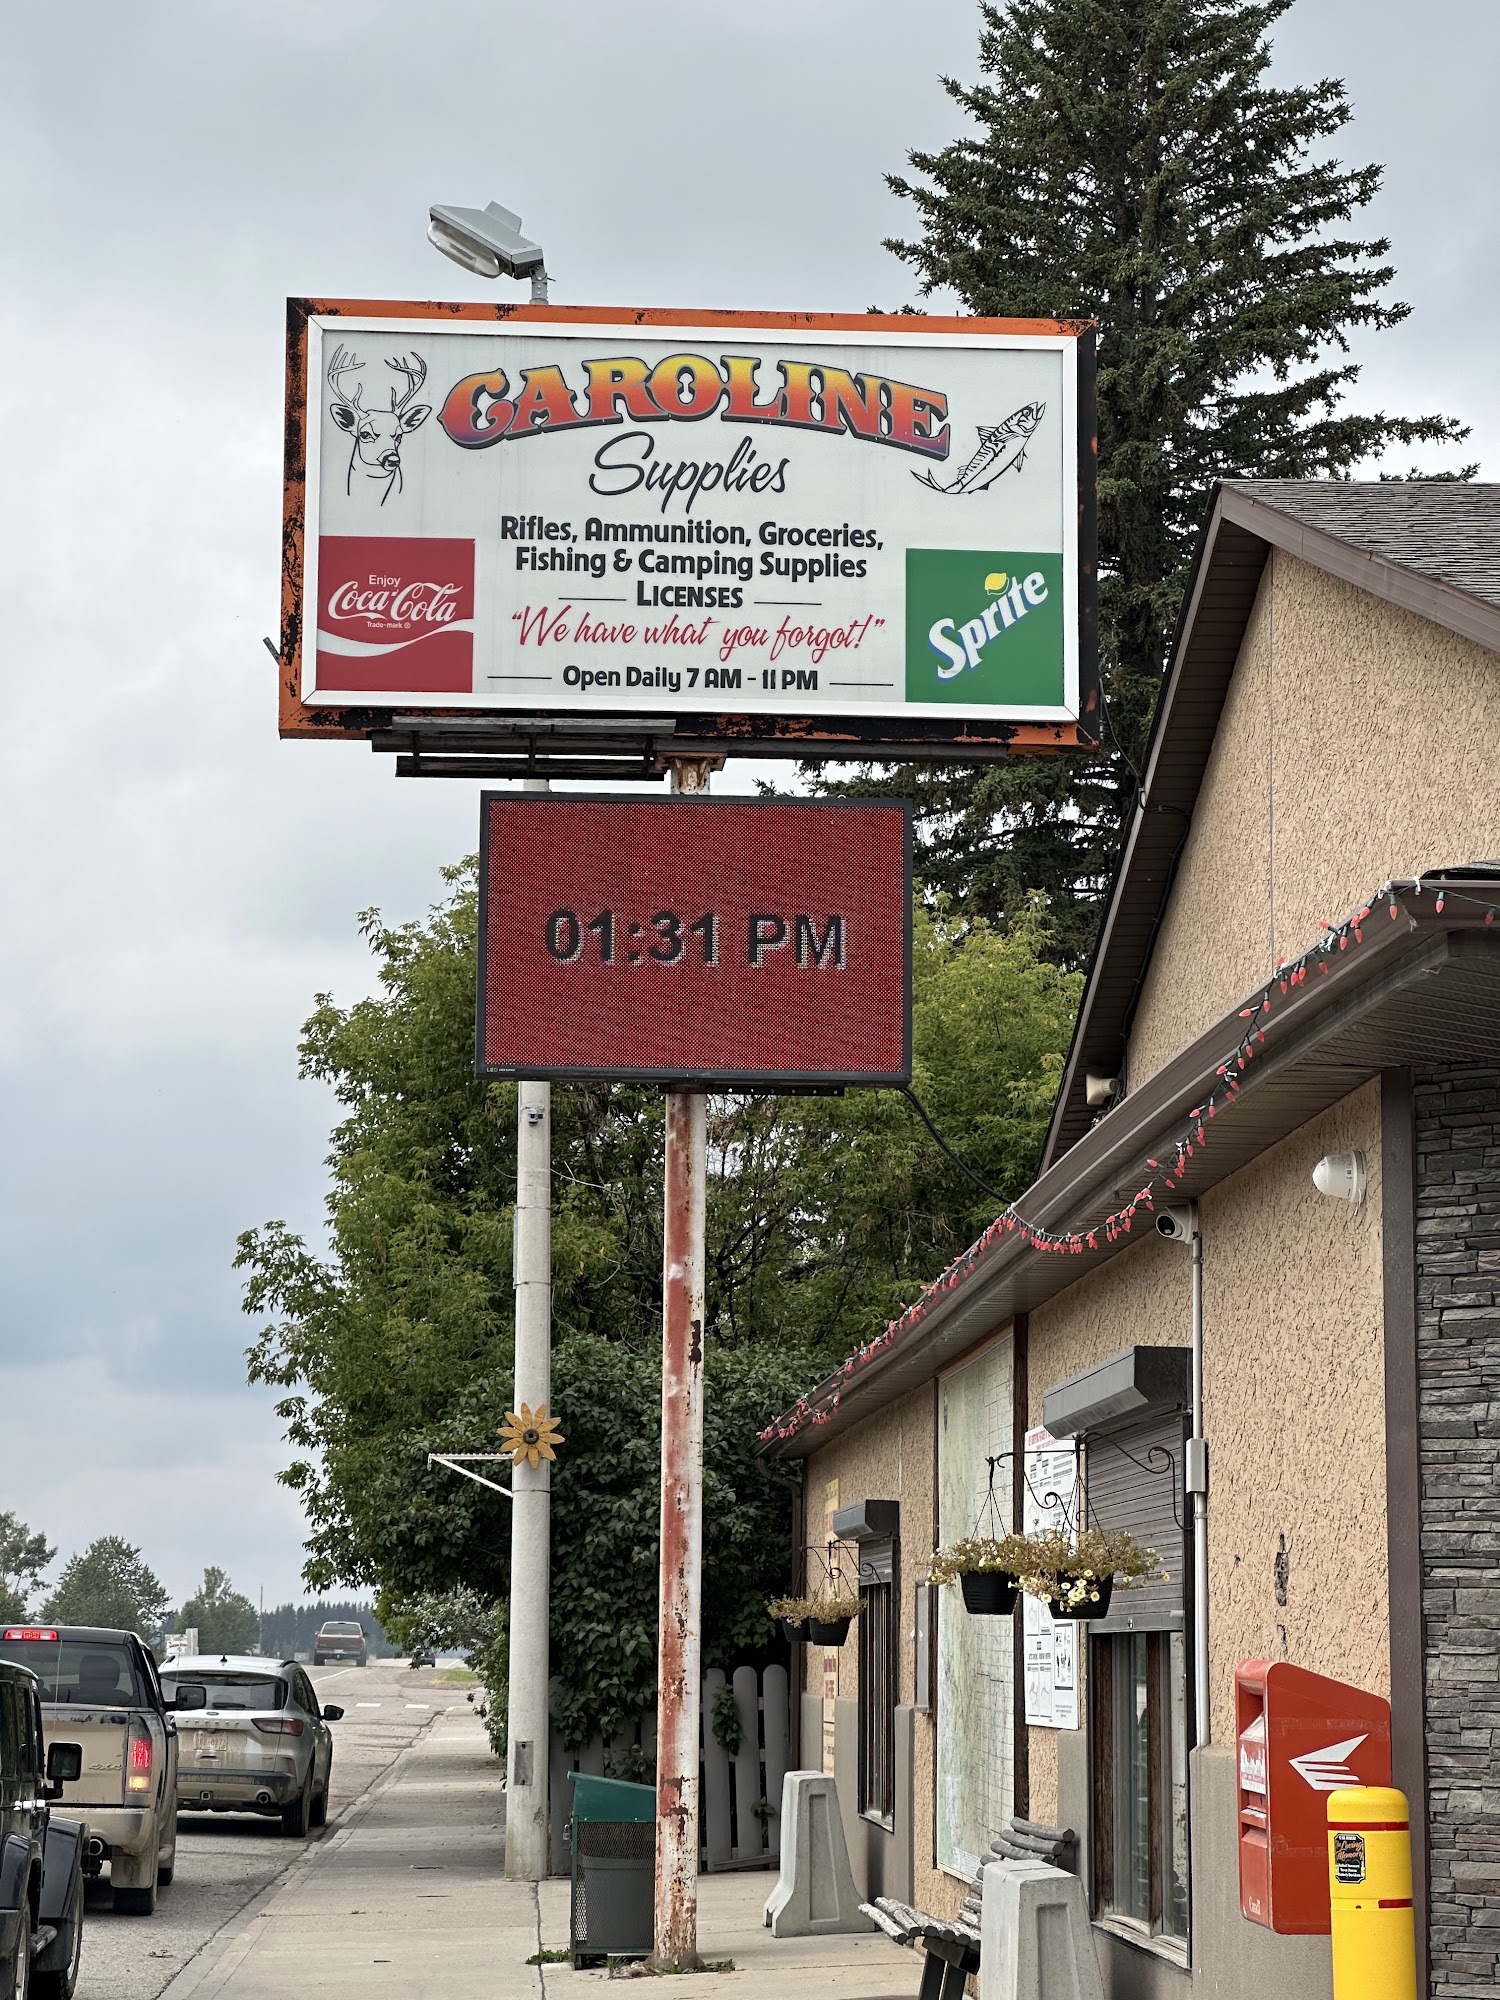 CAROLINE
Supplies
Rifles, Ammunition, Groceries,
Fishing & Camping Supplies
LICENSES
"We have what you forgot!"
Open Daily 7 AM - 11 PM
Enjoy
Coca-Cola
Trade-mark ®
Sprite
01:31 PM
LED